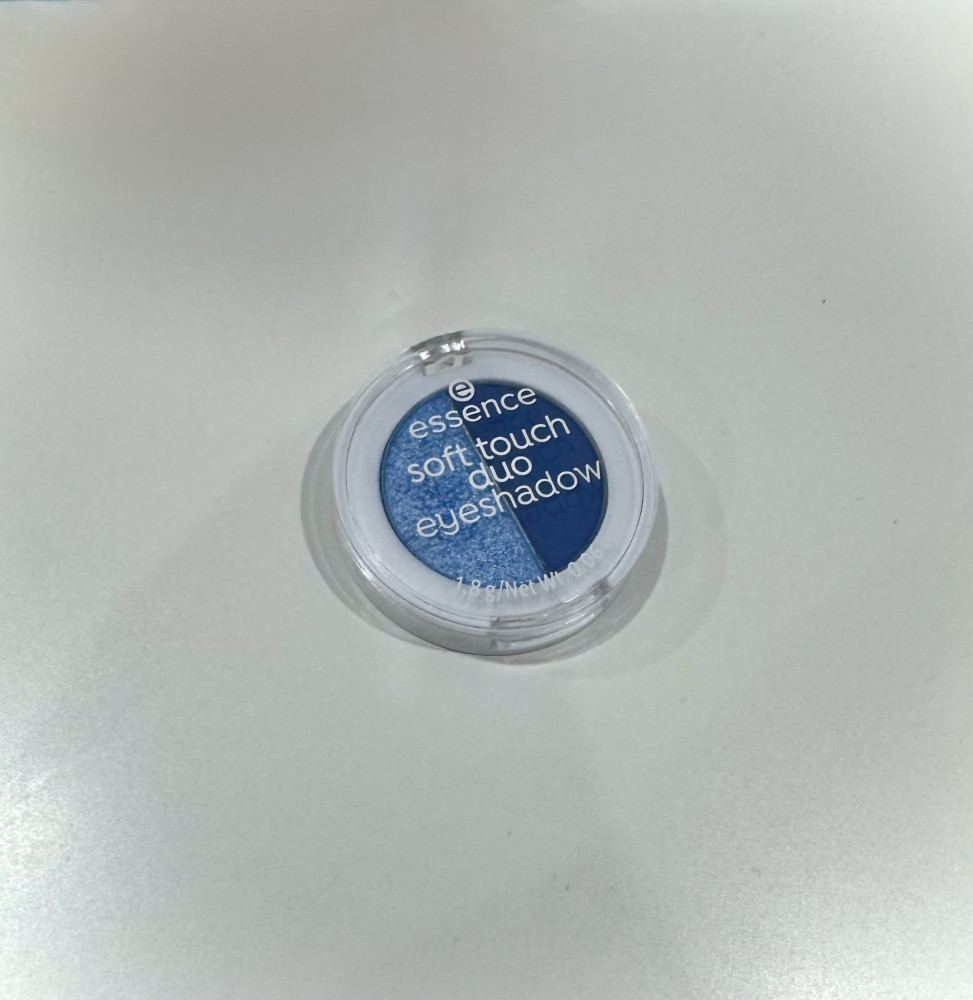 e
essence
soft touch
duo
eyeshadow
1,8 g/Net Wt.